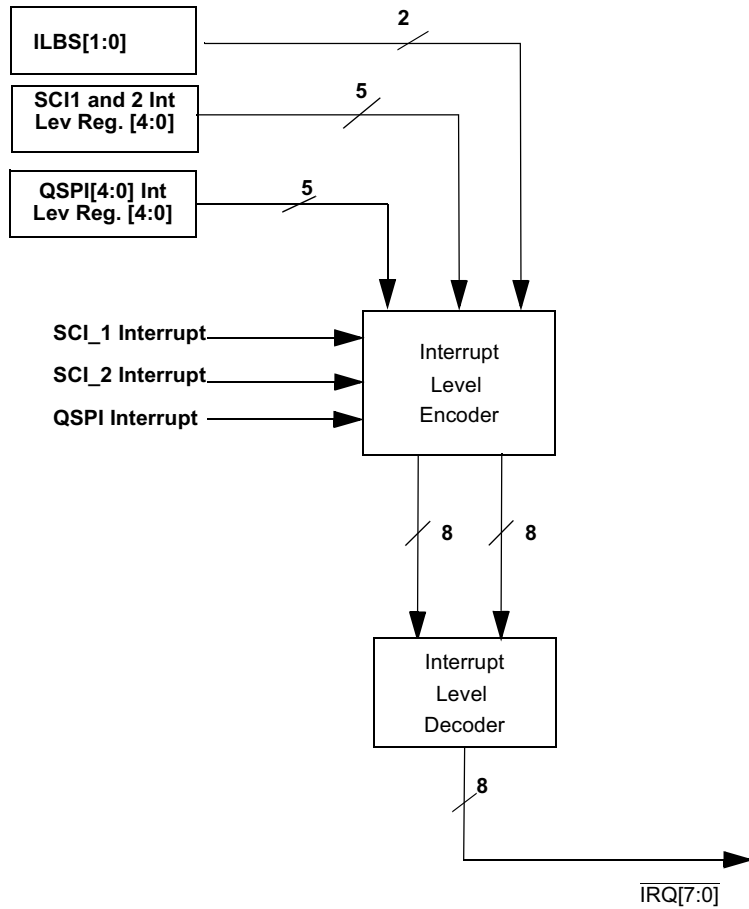 2
ILBS[1:0]
5
SCI1 and 2 Int
Lev Reg. [4:0]
5
QSPI[4:0] Int
Lev Reg. [4:0]
SCI_1 Interrupt
SCI_2 Interrupt
QSPI Interrupt
Interrupt
Level
Encoder
8
8
Interrupt
Level
Decoder
8
IRQ[7:0]